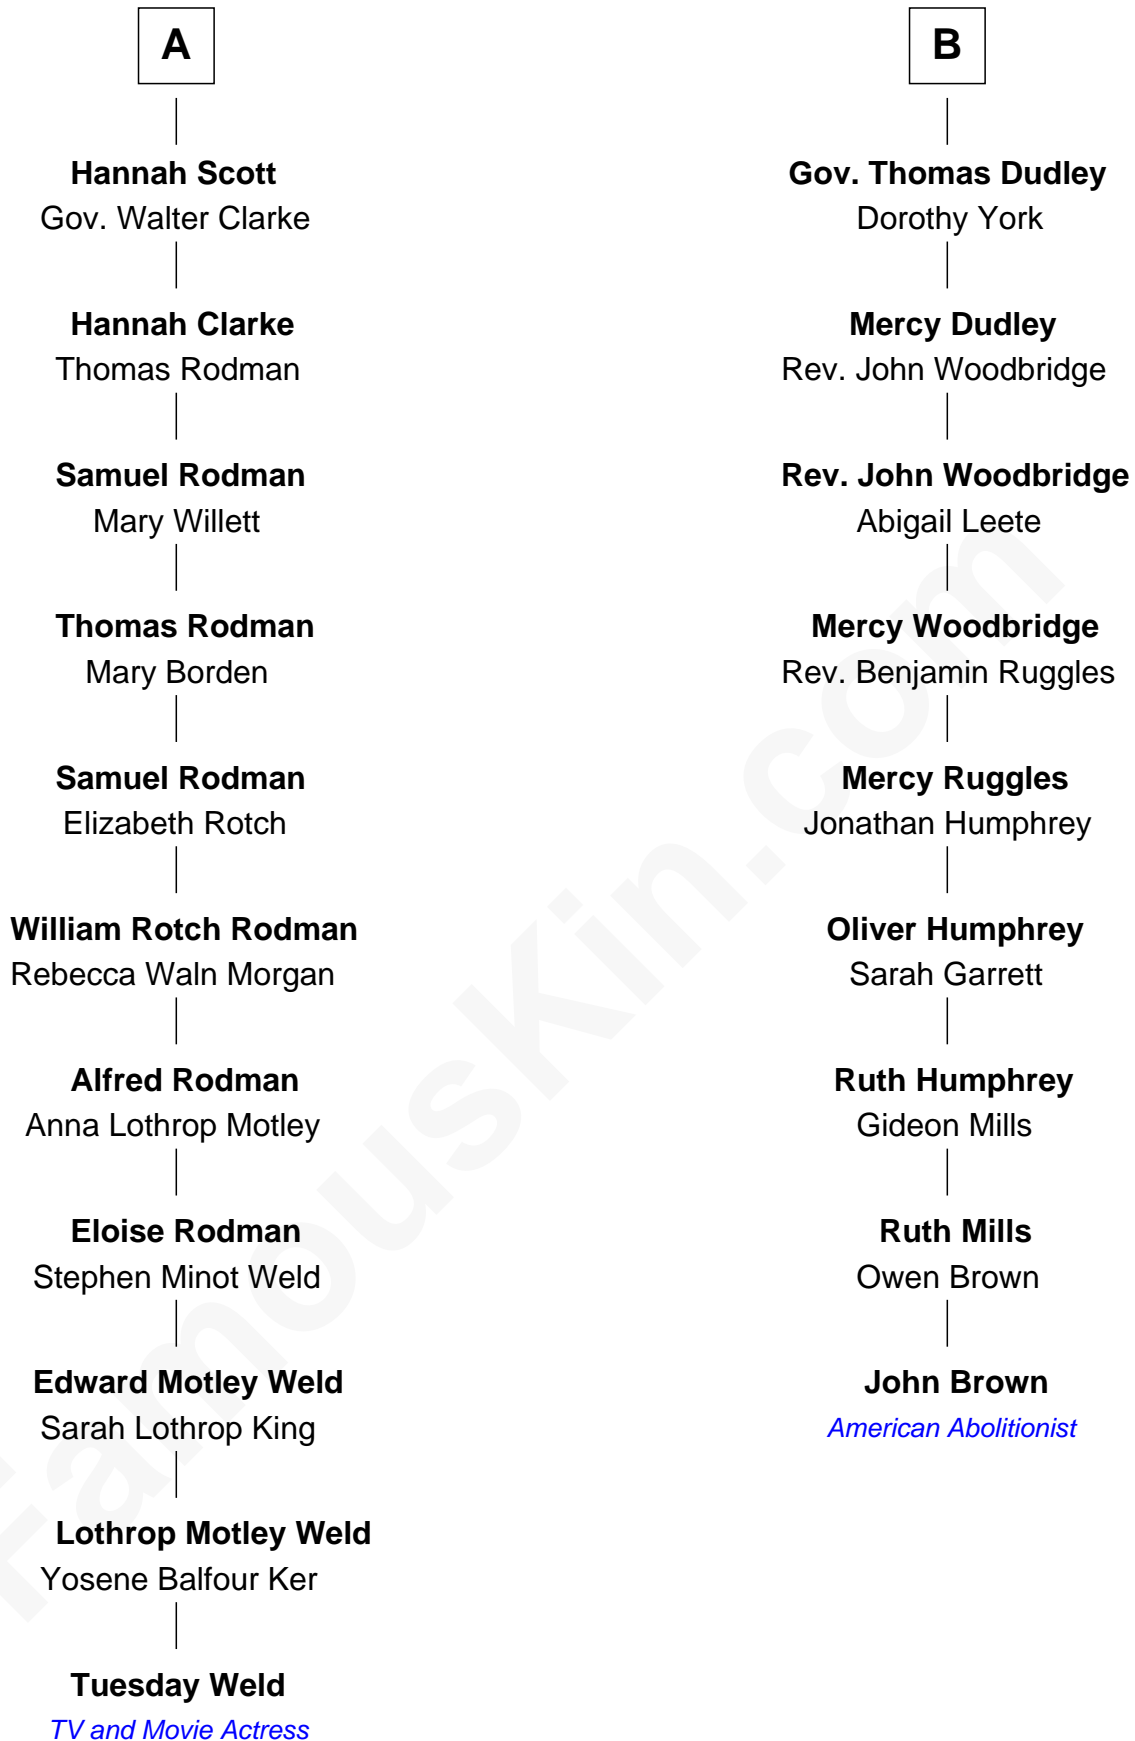 A
Hannah Scott
Gov. Walter Clarke
Hannah Clarke
Thomas Rodman
Samuel Rodman
Mary Willett
Thomas Rodman
Mary Borden
Samuel Rodman
Elizabeth Rotch
William Rotch Rodman
Rebecca Waln Morgan
Alfred Rodman
Anna Lothrop Motley
Eloise Rodman
Stephen Minot Weld
Edward Motley Weld
Sarah Lothrop King
Lothrop Motley Weld
Yosene Balfour Ker
Tuesday Weld
TV and Movie Actress
B
Gov. Thomas Dudley
Dorothy York
Mercy Dudley
Rev. John Woodbridge
Rev. John Woodbridge
Abigail Leete
Mercy Woodbridge
Rev. Benjamin Ruggles
Mercy Ruggles
Jonathan Humphrey
Oliver Humphrey
Sarah Garrett
Ruth Humphrey
Gideon Mills
Ruth Mills
Owen Brown
John Brown
American Abolitionist
FamousKin.com